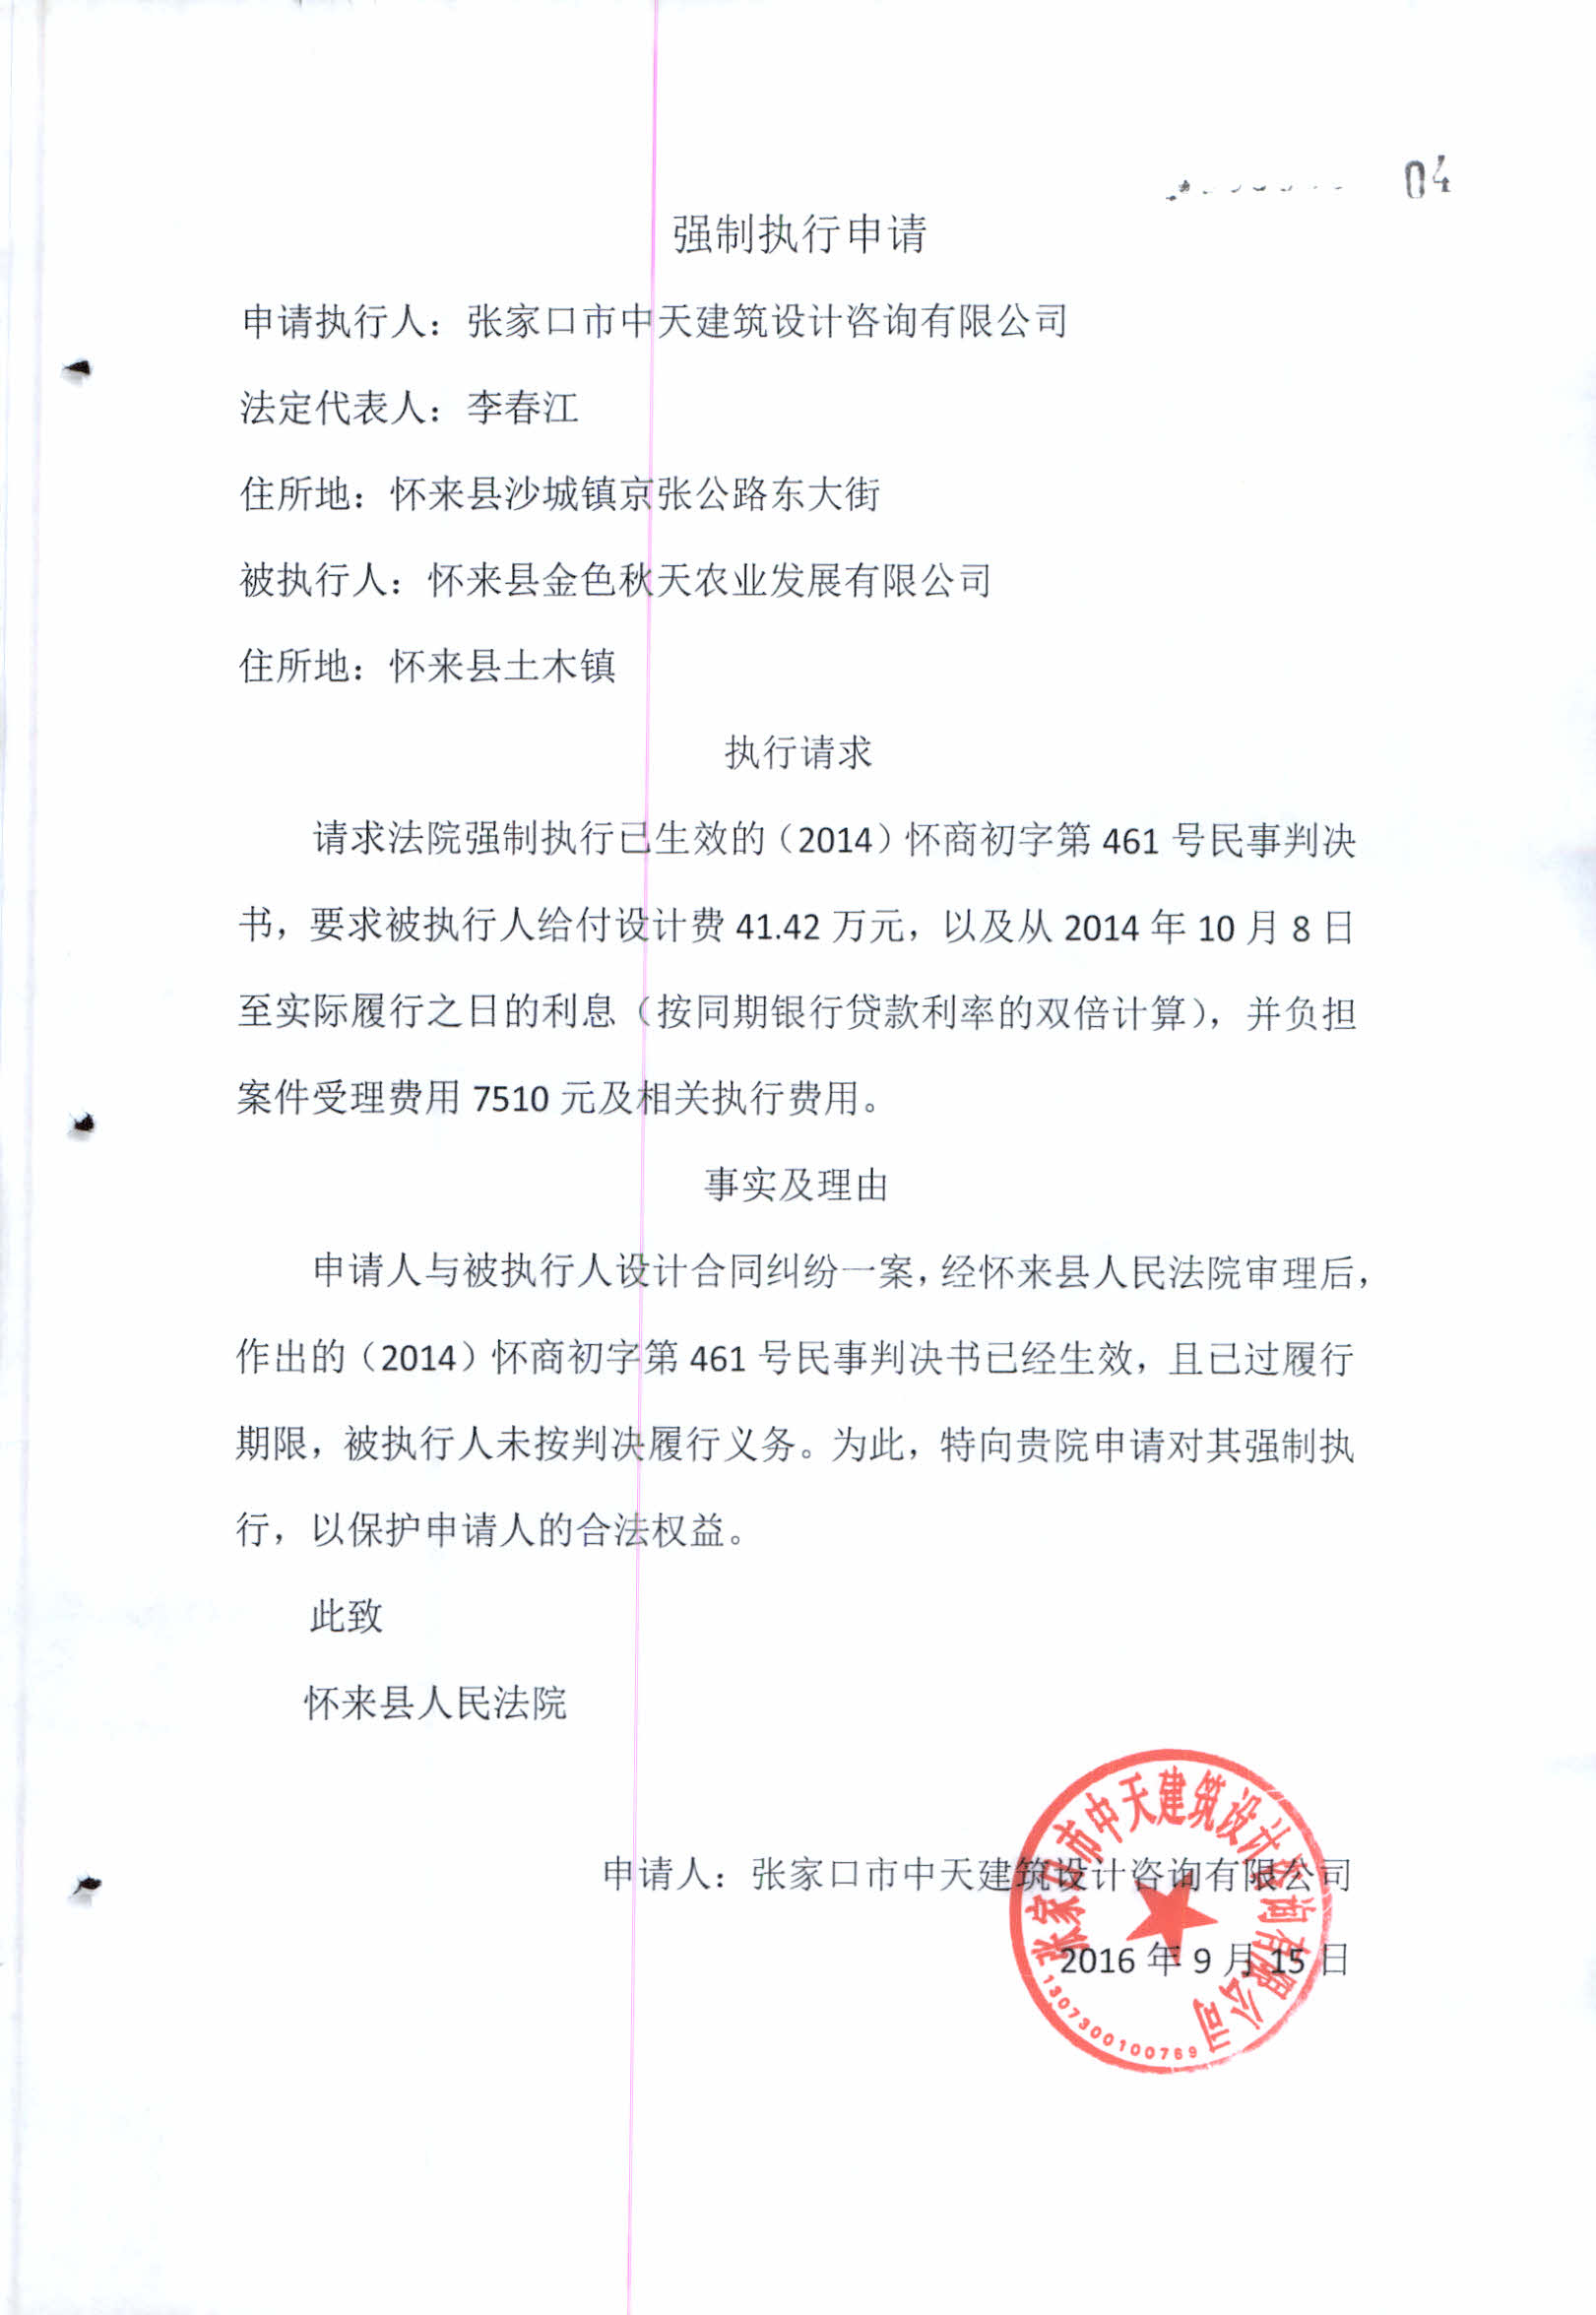 04
强制执行申请
申请执行人：张家口市中天建筑设计咨询有限公司
法定代表人：李春江
住所地：怀来县沙城镇京张公路东大街
被执行人：怀来县金色秋天农业发展有限公司
住所地：怀来县土木镇
执行请求
请求法院强制执行已生效的（2014）怀商初字第 461 号民事判决
书，要求被执行人给付设计费 41.42 万元，以及从 2014 年 10 月 8 日
至实际履行之日的利息（按同期银行贷款利率的双倍计算），并负担
案件受理费用 7510 元及相关执行费用。
事实及理由
申请人与被执行人设计合同纠纷一案，经怀来县人民法院审理后，
作出的（2014）怀商初字第 461 号民事判决书已经生效，且已过履行
期限，被执行人未按判决履行义务。为此，特向贵院申请对其强制执
行，以保护申请人的合法权益。
此致
怀来县人民法院
申请人：张家口市中天建筑设计咨询有限公司
2016 年 9 月 15 日
张家口市中天建筑设计咨询有限公司
1307300100769